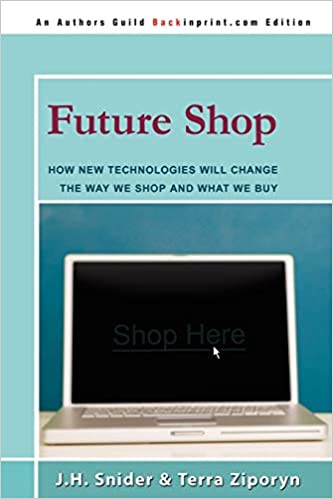 An Authors Guild Backinprint.com Edition
Future Shop
HOW NEW TECHNOLOGIES WILL CHANGE
THE WAY WE SHOP AND WHAT WE BUY
Shop Here
J.H. Snider & Terra Ziporyn